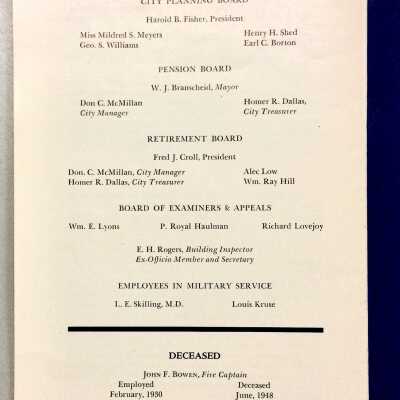 CITY PLANNING BOARD
Harold B. Fisher, President
Miss Mildred S. Meyers Henry H. Shed
Geo. S. Williams Earl C. Borton
PENSION BOARD
W. J. Branscheid, Mayor
Don C. McMillan Homer R. Dallas,
City Manager City Treasurer
RETIREMENT BOARD
Fred J. Croll, President
Don. C. McMillan, City Manager Alec Low
Homer R. Dallas, City Treasurer Wm. Ray Hill
BOARD OF EXAMINERS & APPEALS
Wm. E. Lyons P. Royal Haulman Richard Lovejoy
E. H. Rogers, Building Inspector
Ex-Officio Member and Secretary
EMPLOYEES IN MILITARY SERVICE
L. E. Skilling, M.D. Louis Kruse
DECEASED
JOHN F. BOWEN, Fire Captain
Employed Deceased
February, 1930 June, 1948